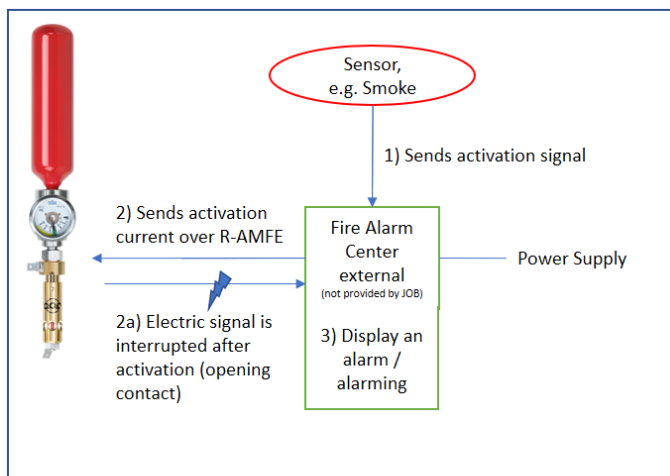 Sensor,
e.g. Smoke
1) Sends activation signal
2) Sends activation
current over R-AMFE
Fire Alarm
Center
external
(not provided by JOB)
Power Supply
2a) Electric signal is
interrupted after
activation (opening
contact)
3) Display an
alarm /
alarming